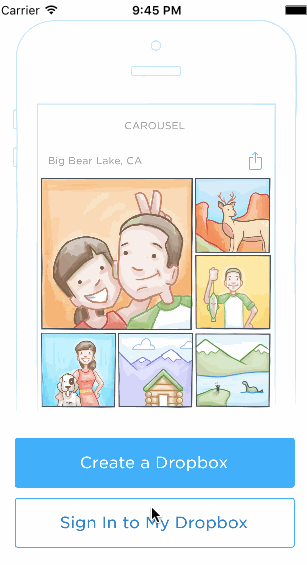 Carrier 9:45 PM
CAROUSEL
Big Bear Lake, CA
Create a Dropbox
Sign In to My Dropbox